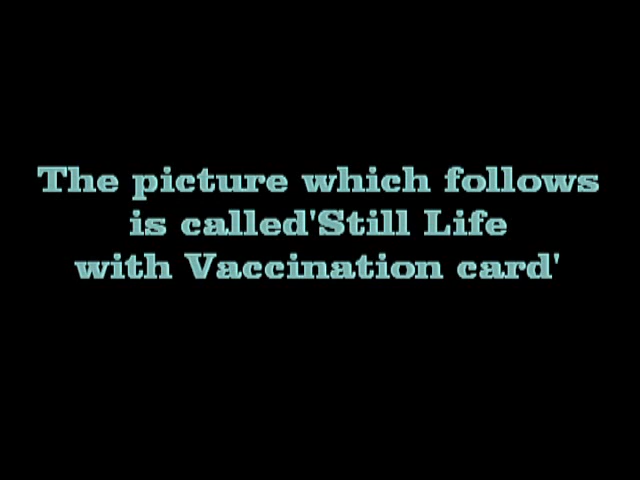 The picture which follows
is called'Still Life
with Vaccination card'